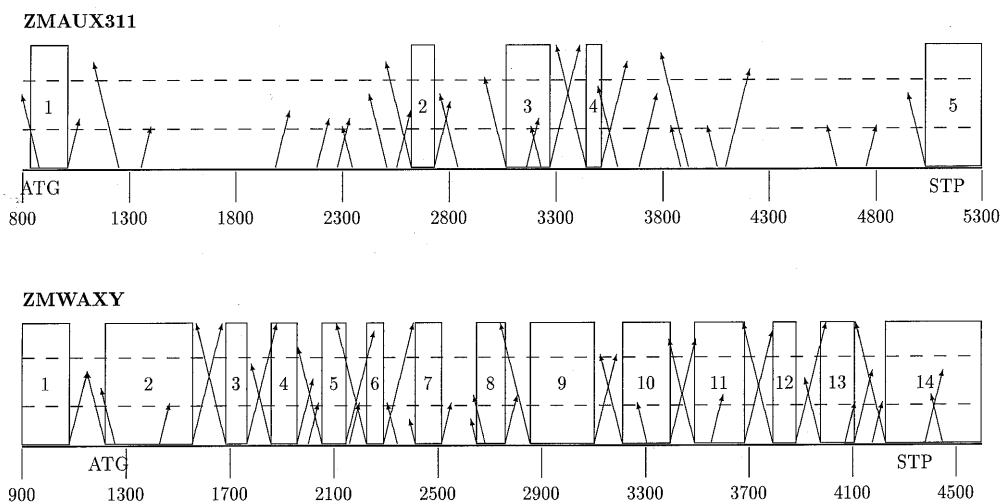 ZMAUX311
1 2 3 4 5
ATG STP
800 1300 1800 2300 2800 3300 3800 4300 4800 5300
ZMWAXY
1 2 3 4 5 6 7 8 9 10 11 12 13 14
ATG STP
900 1300 1700 2100 2500 2900 3300 3700 4100 4500